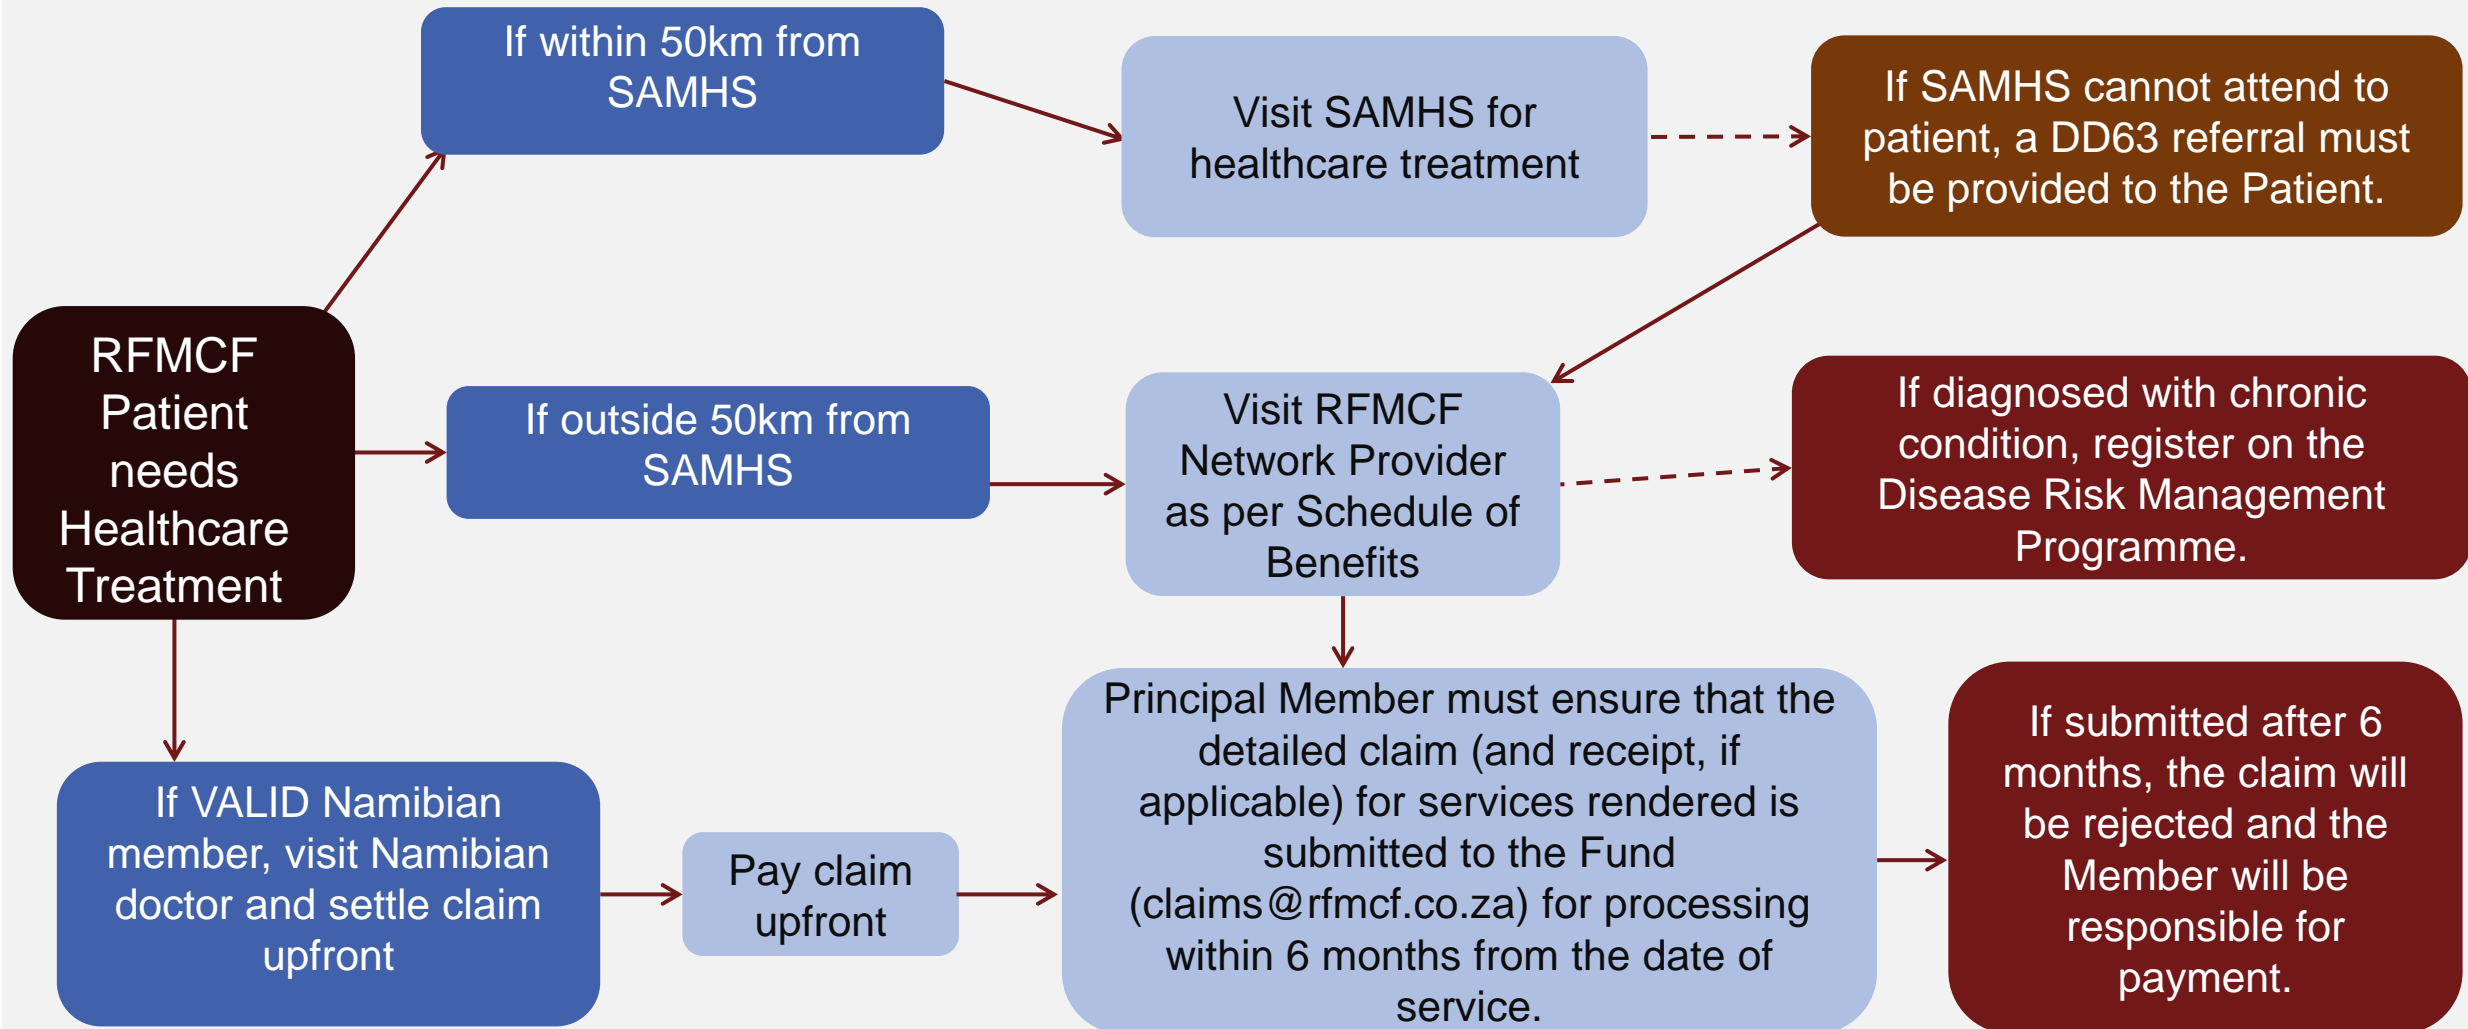 If within 50km from
SAMHS
Visit SAMHS for
healthcare treatment
If SAMHS cannot attend to
patient, a DD63 referral must
be provided to the Patient.
RFMCF
Patient
needs
Healthcare
Treatment
If outside 50km from
SAMHS
Visit RFMCF
Network Provider
as per Schedule of
Benefits
If diagnosed with chronic
condition, register on the
Disease Risk Management
Programme.
If VALID Namibian
member, visit Namibian
doctor and settle claim
upfront
Pay claim
upfront
Principal Member must ensure that the
detailed claim (and receipt, if
applicable) for services rendered is
submitted to the Fund
(claims@rfmcf.co.za) for processing
within 6 months from the date of
service.
If submitted after 6
months, the claim will
be rejected and the
Member will be
responsible for
payment.